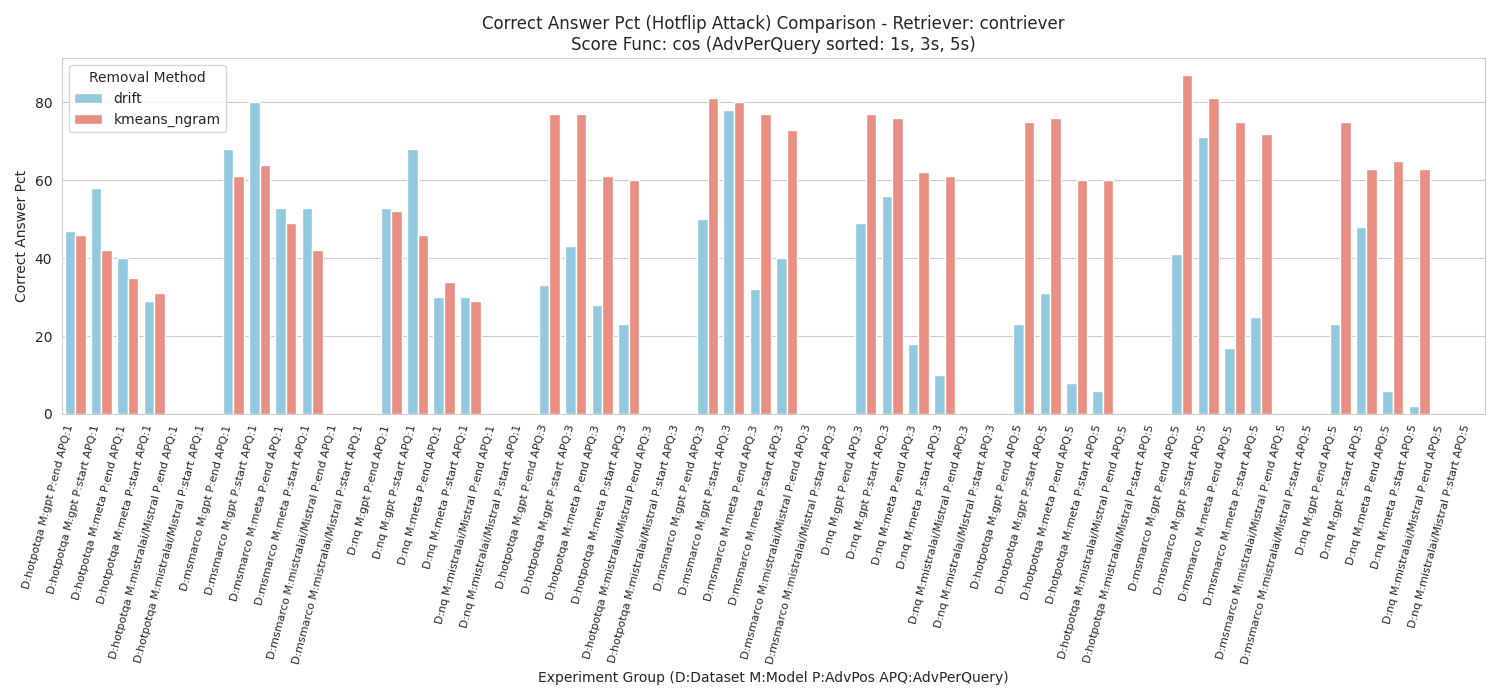 Correct Answer Pct (Hotflip Attack) Comparison - Retriever: contriever
Score Func: cos (AdvPerQuery sorted: 1s, 3s, 5s)
Removal Method
drift
kmeans_ngram
Correct Answer Pct
80
60
40
20
0
D:hotpotqa M:gpt P:end APQ:1
D:hotpotqa M:gpt P:start APQ:1
D:hotpotqa M:meta P:end APQ:1
D:hotpotqa M:meta P:start APQ:1
D:hotpotqa M:mistralai/Mistral P:end APQ:1
D:hotpotqa M:mistralai/Mistral P:start APQ:1
D:msmarco M:gpt P:end APQ:1
D:msmarco M:gpt P:start APQ:1
D:msmarco M:meta P:end APQ:1
D:msmarco M:meta P:start APQ:1
D:msmarco M:mistralai/Mistral P:end APQ:1
D:msmarco M:mistralai/Mistral P:start APQ:1
D:nq M:gpt P:end APQ:1
D:nq M:gpt P:start APQ:1
D:nq M:meta P:end APQ:1
D:nq M:meta P:start APQ:1
D:nq M:mistralai/Mistral P:end APQ:1
D:nq M:mistralai/Mistral P:start APQ:1
D:hotpotqa M:gpt P:end APQ:3
D:hotpotqa M:gpt P:start APQ:3
D:hotpotqa M:meta P:end APQ:3
D:hotpotqa M:meta P:start APQ:3
D:hotpotqa M:mistralai/Mistral P:end APQ:3
D:hotpotqa M:mistralai/Mistral P:start APQ:3
D:msmarco M:gpt P:end APQ:3
D:msmarco M:gpt P:start APQ:3
D:msmarco M:meta P:end APQ:3
D:msmarco M:meta P:start APQ:3
D:msmarco M:mistralai/Mistral P:end APQ:3
D:msmarco M:mistralai/Mistral P:start APQ:3
D:nq M:gpt P:end APQ:3
D:nq M:gpt P:start APQ:3
D:nq M:meta P:end APQ:3
D:nq M:meta P:start APQ:3
D:nq M:mistralai/Mistral P:end APQ:3
D:nq M:mistralai/Mistral P:start APQ:3
D:hotpotqa M:gpt P:end APQ:5
D:hotpotqa M:gpt P:start APQ:5
D:hotpotqa M:meta P:end APQ:5
D:hotpotqa M:meta P:start APQ:5
D:hotpotqa M:mistralai/Mistral P:end APQ:5
D:hotpotqa M:mistralai/Mistral P:start APQ:5
D:msmarco M:gpt P:end APQ:5
D:msmarco M:gpt P:start APQ:5
D:msmarco M:meta P:end APQ:5
D:msmarco M:meta P:start APQ:5
D:msmarco M:mistralai/Mistral P:end APQ:5
D:msmarco M:mistralai/Mistral P:start APQ:5
D:nq M:gpt P:end APQ:5
D:nq M:gpt P:start APQ:5
D:nq M:meta P:end APQ:5
D:nq M:meta P:start APQ:5
D:nq M:mistralai/Mistral P:end APQ:5
D:nq M:mistralai/Mistral P:start APQ:5
Experiment Group (D:Dataset M:Model P:AdvPos APQ:AdvPerQuery)